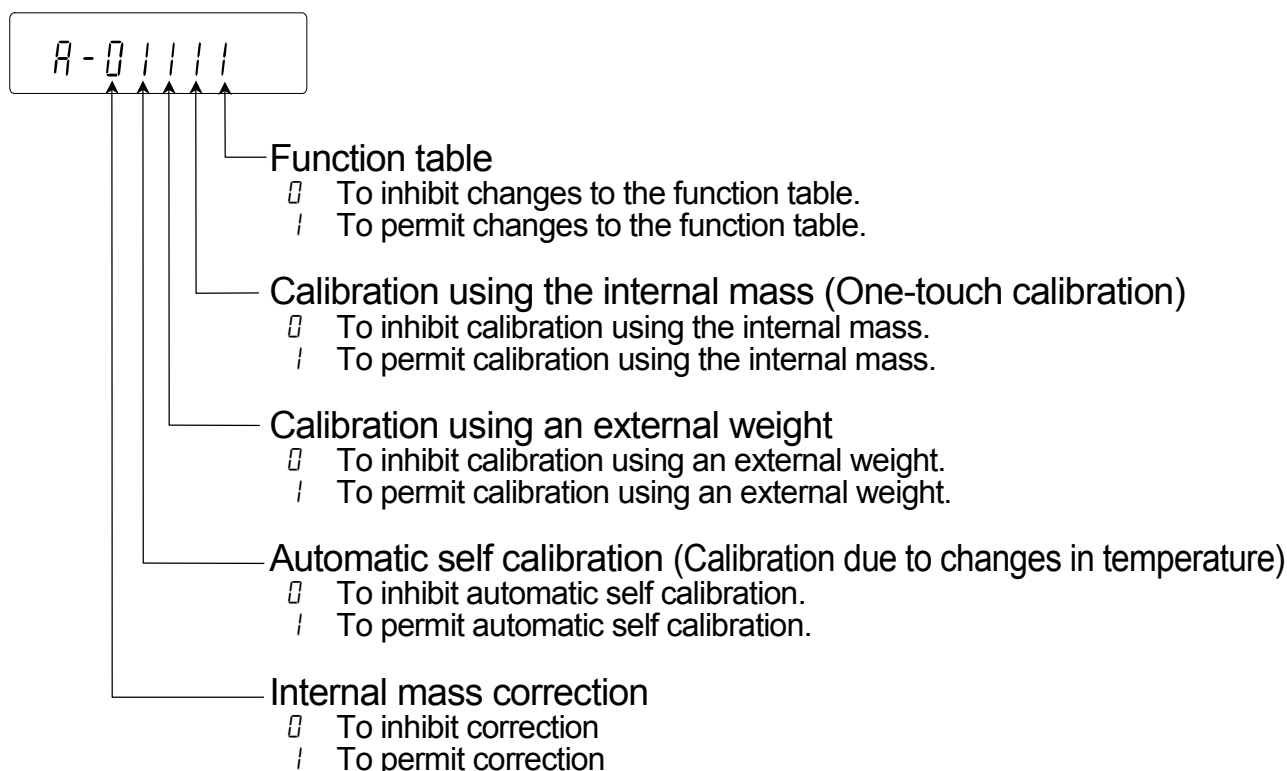 A-01111
Function table
0 To inhibit changes to the function table.
1 To permit changes to the function table.
Calibration using the internal mass (One-touch calibration)
0 To inhibit calibration using the internal mass.
1 To permit calibration using the internal mass.
Calibration using an external weight
0 To inhibit calibration using an external weight.
1 To permit calibration using an external weight.
Automatic self calibration (Calibration due to changes in temperature)
0 To inhibit automatic self calibration.
1 To permit automatic self calibration.
Internal mass correction
0 To inhibit correction
1 To permit correction